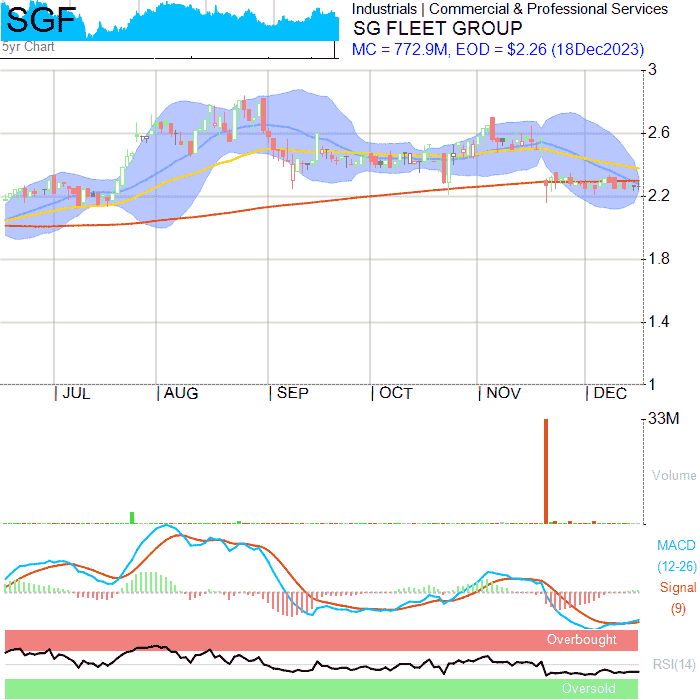 SGF
5yr Chart
Industrials | Commercial & Professional Services
SG FLEET GROUP
MC = 772.9M, EOD = $2.26 (18Dec2023)
3
2.6
2.2
1.8
1.4
1
JUL AUG SEP OCT NOV DEC
33M
Volume
MACD
(12-26)
Signal
(9)
Overbought
RSI(14)
Oversold